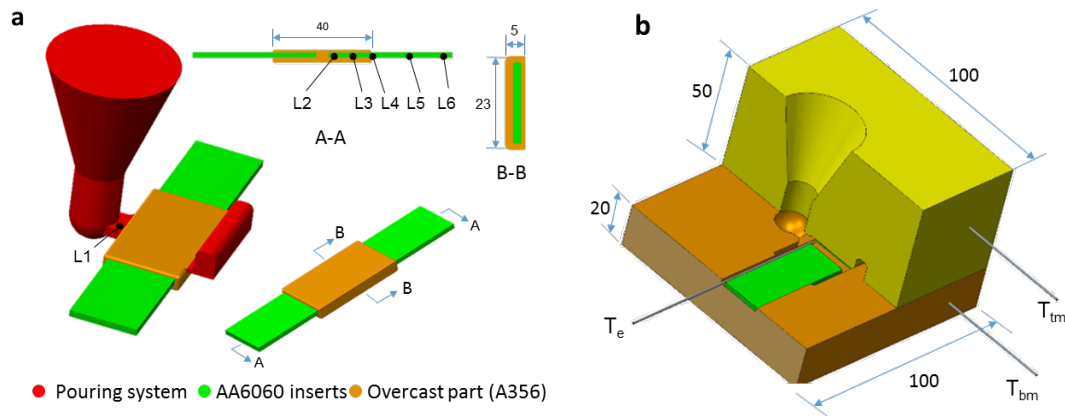 a
40
L2
L3
L4
L5
L6
A-A
5
23
B-B
L1
A
B
B
A
Pouring system
AA6060 inserts
Overcast part (A356)
b
100
50
20
Te
Ttm
Tbm
100